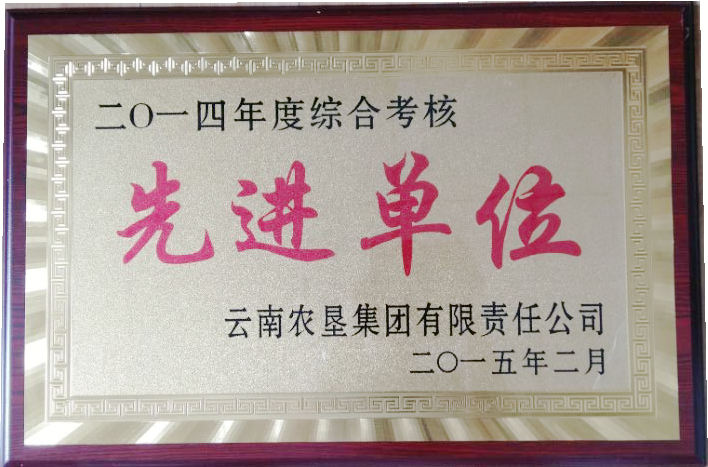 二〇一四年度综合考核
先进单位
云南农垦集团有限责任公司
二〇一五年二月